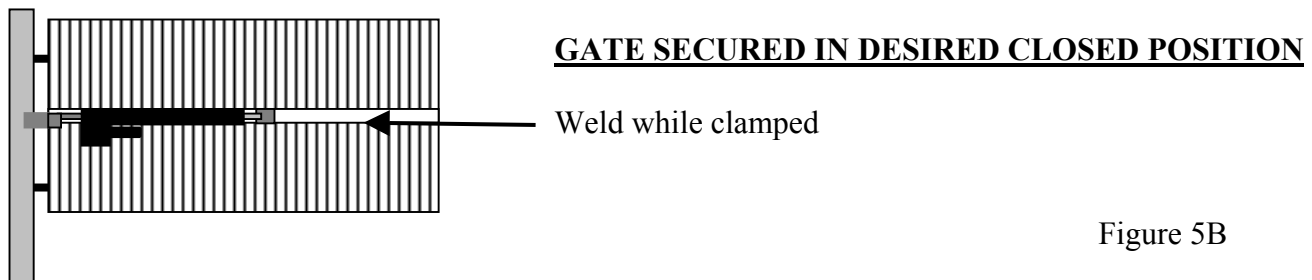 GATE SECURED IN DESIRED CLOSED POSITION
Weld while clamped
Figure 5B